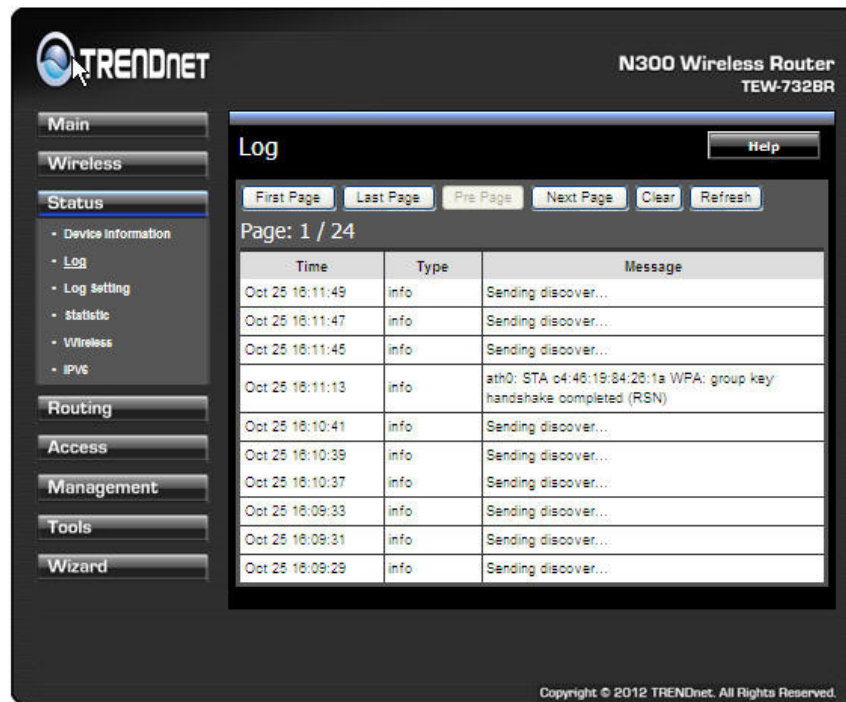 TRENDNET
N300 Wireless Router
TEW-732BR
Main
Wireless
Status
- Device Information
- Log
- Log Setting
- Statistic
- Wireless
- IPV6
Routing
Access
Management
Tools
Wizard
Log
Help
First Page Last Page Pre Page Next Page Clear Refresh
Page: 1 / 24
Time Type Message
Oct 25 16:11:49 info Sending discover...
Oct 25 16:11:47 info Sending discover...
Oct 25 16:11:45 info Sending discover...
Oct 25 16:11:13 info ath0: STA c4:46:19:84:26:1a WPA: group key
handshake completed (RSN)
Oct 25 16:10:41 info Sending discover...
Oct 25 16:10:39 info Sending discover...
Oct 25 16:10:37 info Sending discover...
Oct 25 16:09:33 info Sending discover...
Oct 25 16:09:31 info Sending discover...
Oct 25 16:09:29 info Sending discover...
Copyright © 2012 TRENDnet. All Rights Reserved.